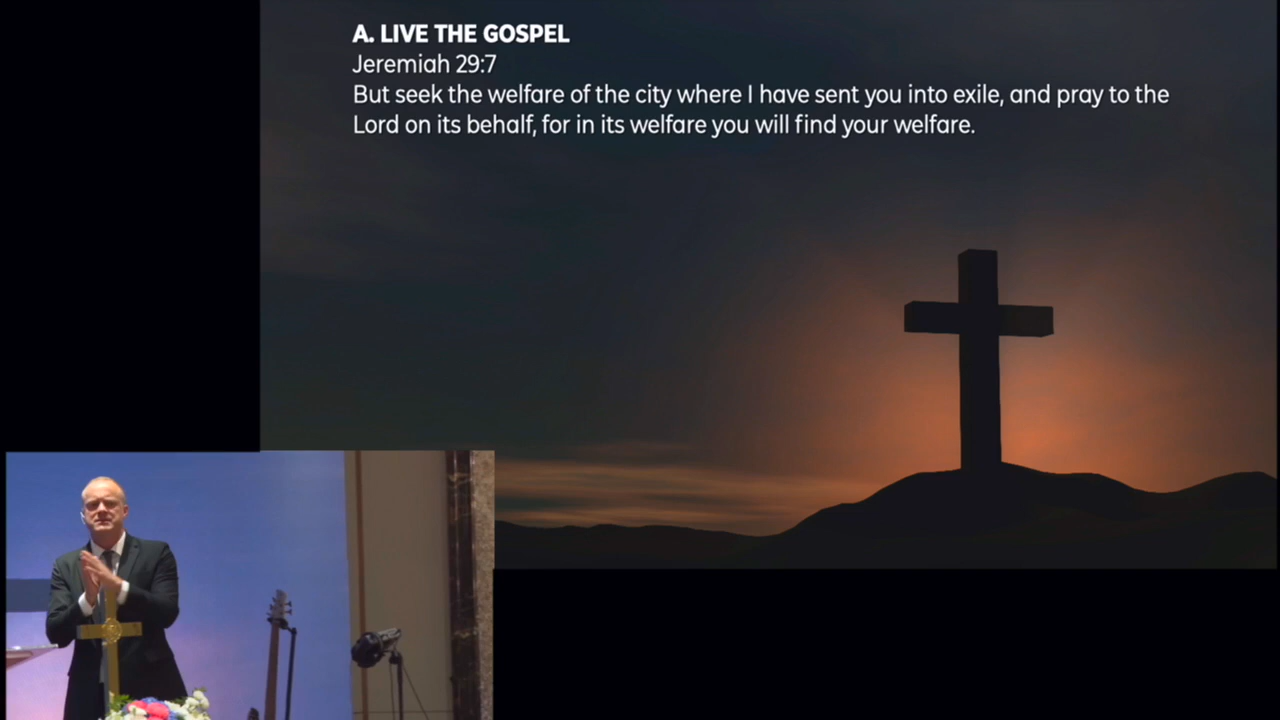 A. LIVE THE GOSPEL
Jeremiah 29:7
But seek the welfare of the city where I have sent you into exile, and pray to the
Lord on its behalf, for in its welfare you will find your welfare.